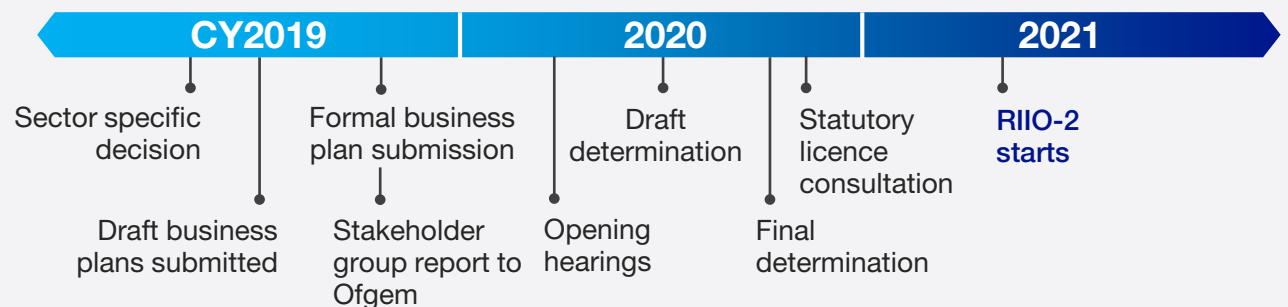 CY2019
2020
2021
Sector specific
decision
Draft business
plans submitted
Formal business
plan submission
Stakeholder
group report to
Ofgem
Opening
hearings
Draft
determination
Final
determination
Statutory
licence
consultation
RIIO-2
starts